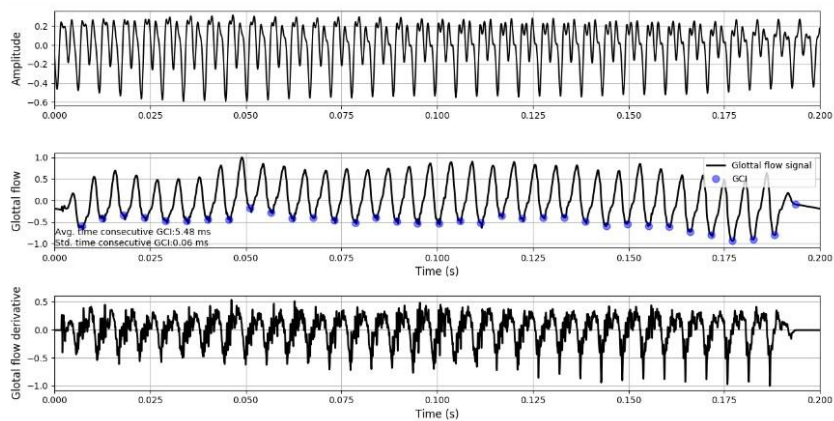 Amplitude
0.2
0.0
−0.2
−0.4
−0.6
0.000 0.025 0.050 0.075 0.100 0.125 0.150 0.175 0.200
Time (s)
Glottal flow
1.0
0.5
0.0
−0.5
−1.0
Glottal flow signal
GCI
Avg. time consecutive GCI:5.48 ms
Std. time consecutive GCI:0.06 ms
0.000 0.025 0.050 0.075 0.100 0.125 0.150 0.175 0.200
Time (s)
Glotal flow derivative
0.5
0.0
−0.5
−1.0
0.000 0.025 0.050 0.075 0.100 0.125 0.150 0.175 0.200
Time (s)